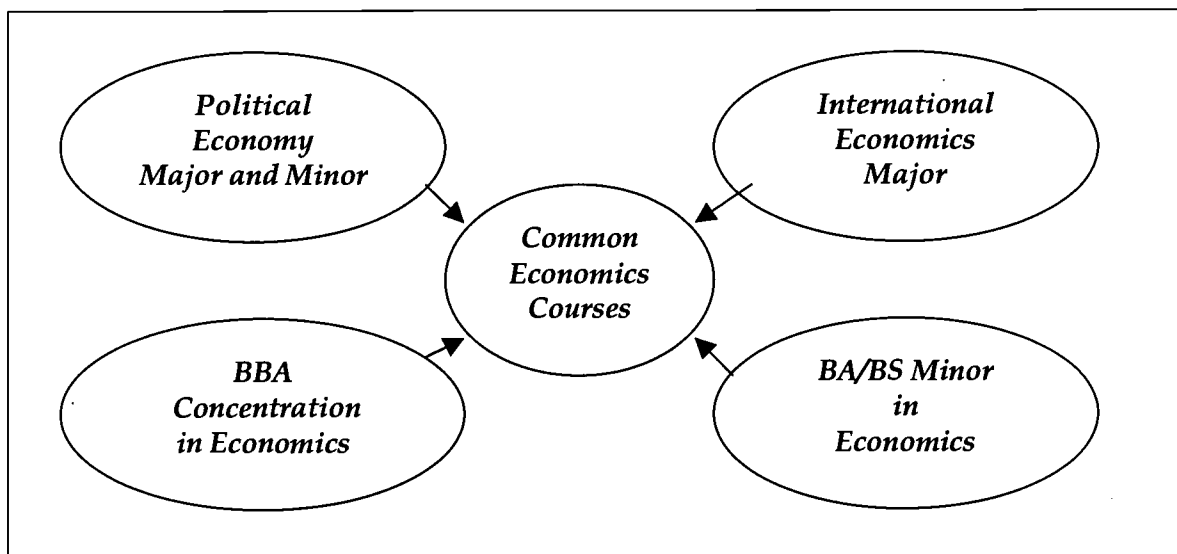 Political
Economy
Major and Minor
International
Economics
Major
Common
Economics
Courses
BBA
Concentration
in Economics
BA/BS Minor
in
Economics